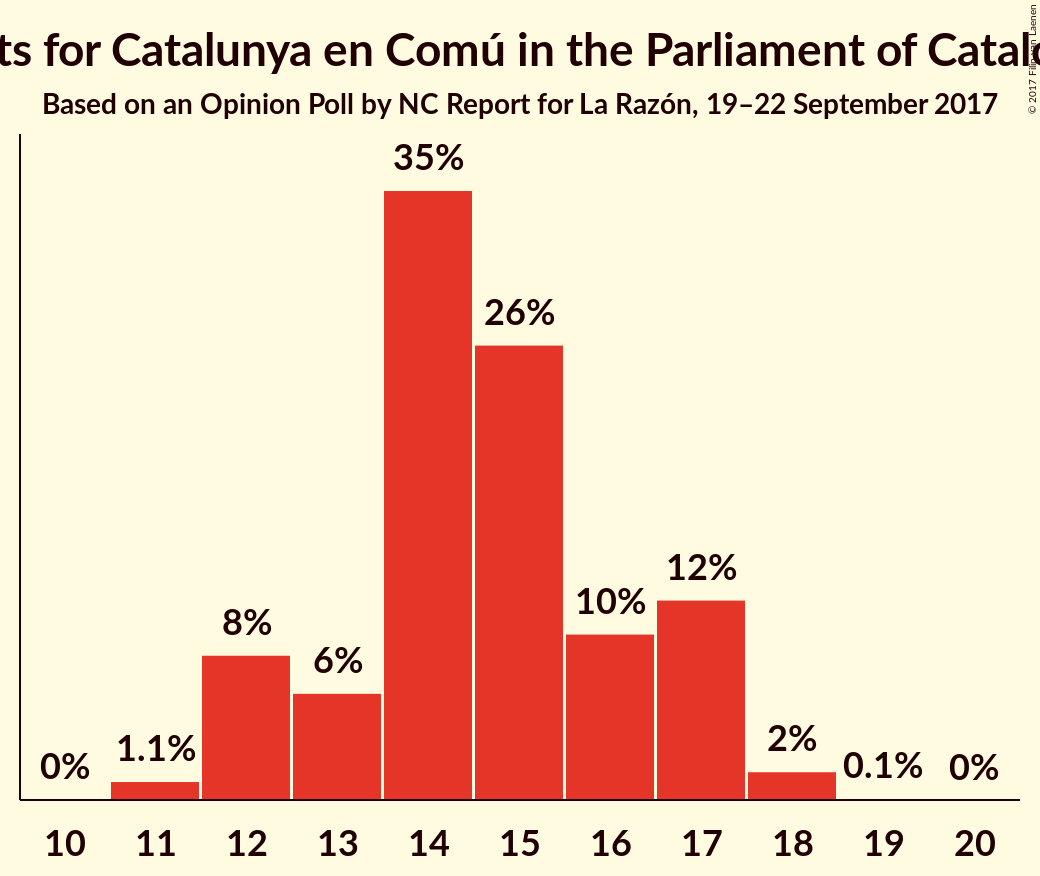 ts for Catalunya en Comú in the Parliament of Catal
Based on an Opinion Poll by NC Report for La Razón, 19–22 September 2017
© 2017 Filip van Laenen
35%
26%
12%
10%
8%
6%
2%
1.1%
0%
0.1%
0%
10 11 12 13 14 15 16 17 18 19 20